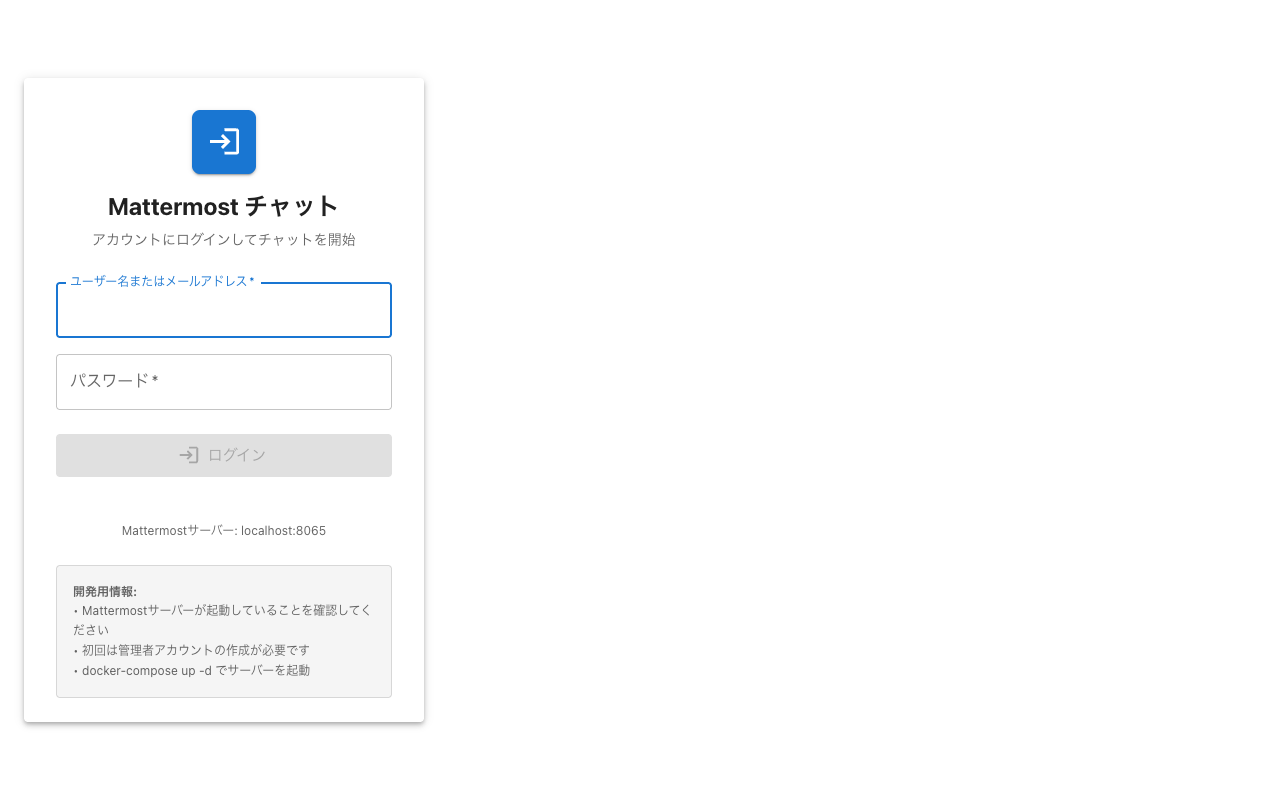 Mattermost チャット
アカウントにログインしてチャットを開始
ユーザー名またはメールアドレス *
パスワード *
ログイン
Mattermostサーバー: localhost:8065
開発用情報:
• Mattermostサーバーが起動していることを確認してく
ださい
• 初回は管理者アカウントの作成が必要です
• docker-compose up -d でサーバーを起動